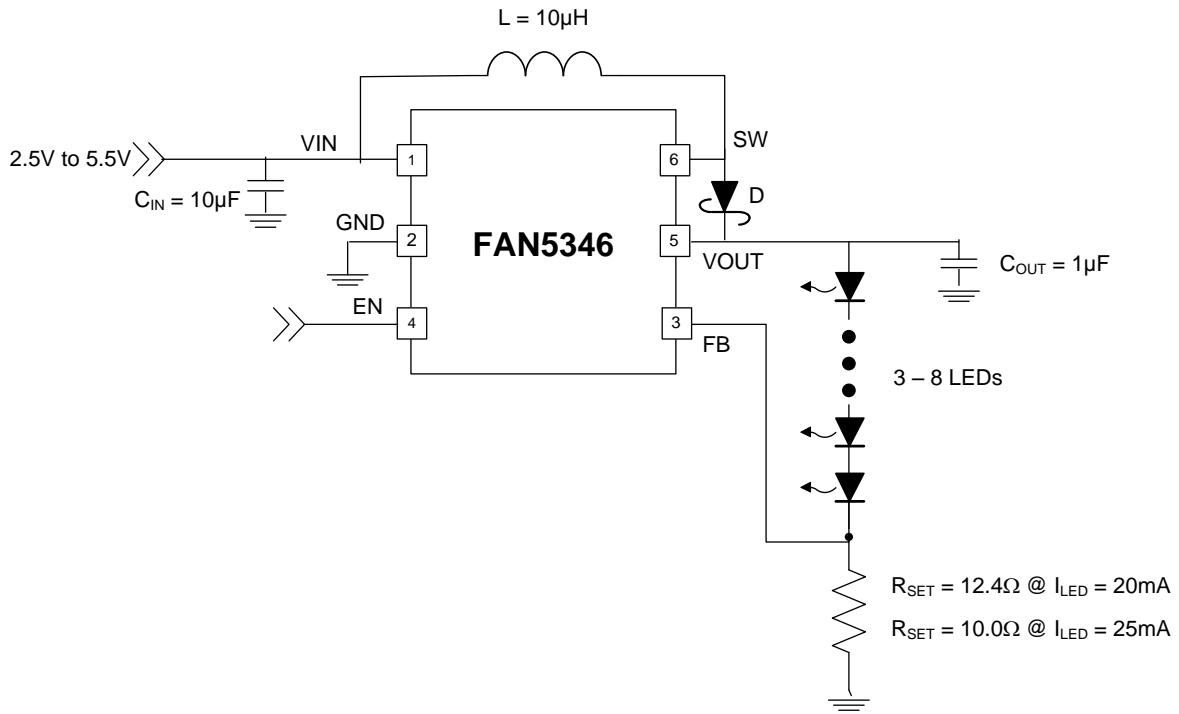 L = 10µH
2.5V to 5.5V
VIN
1
6
SW
C_IN = 10µF
D
GND
2
FAN5346
5
VOUT
C_OUT = 1µF
EN
4
3
FB
3 – 8 LEDs
R_SET = 12.4Ω @ I_LED = 20mA
R_SET = 10.0Ω @ I_LED = 25mA